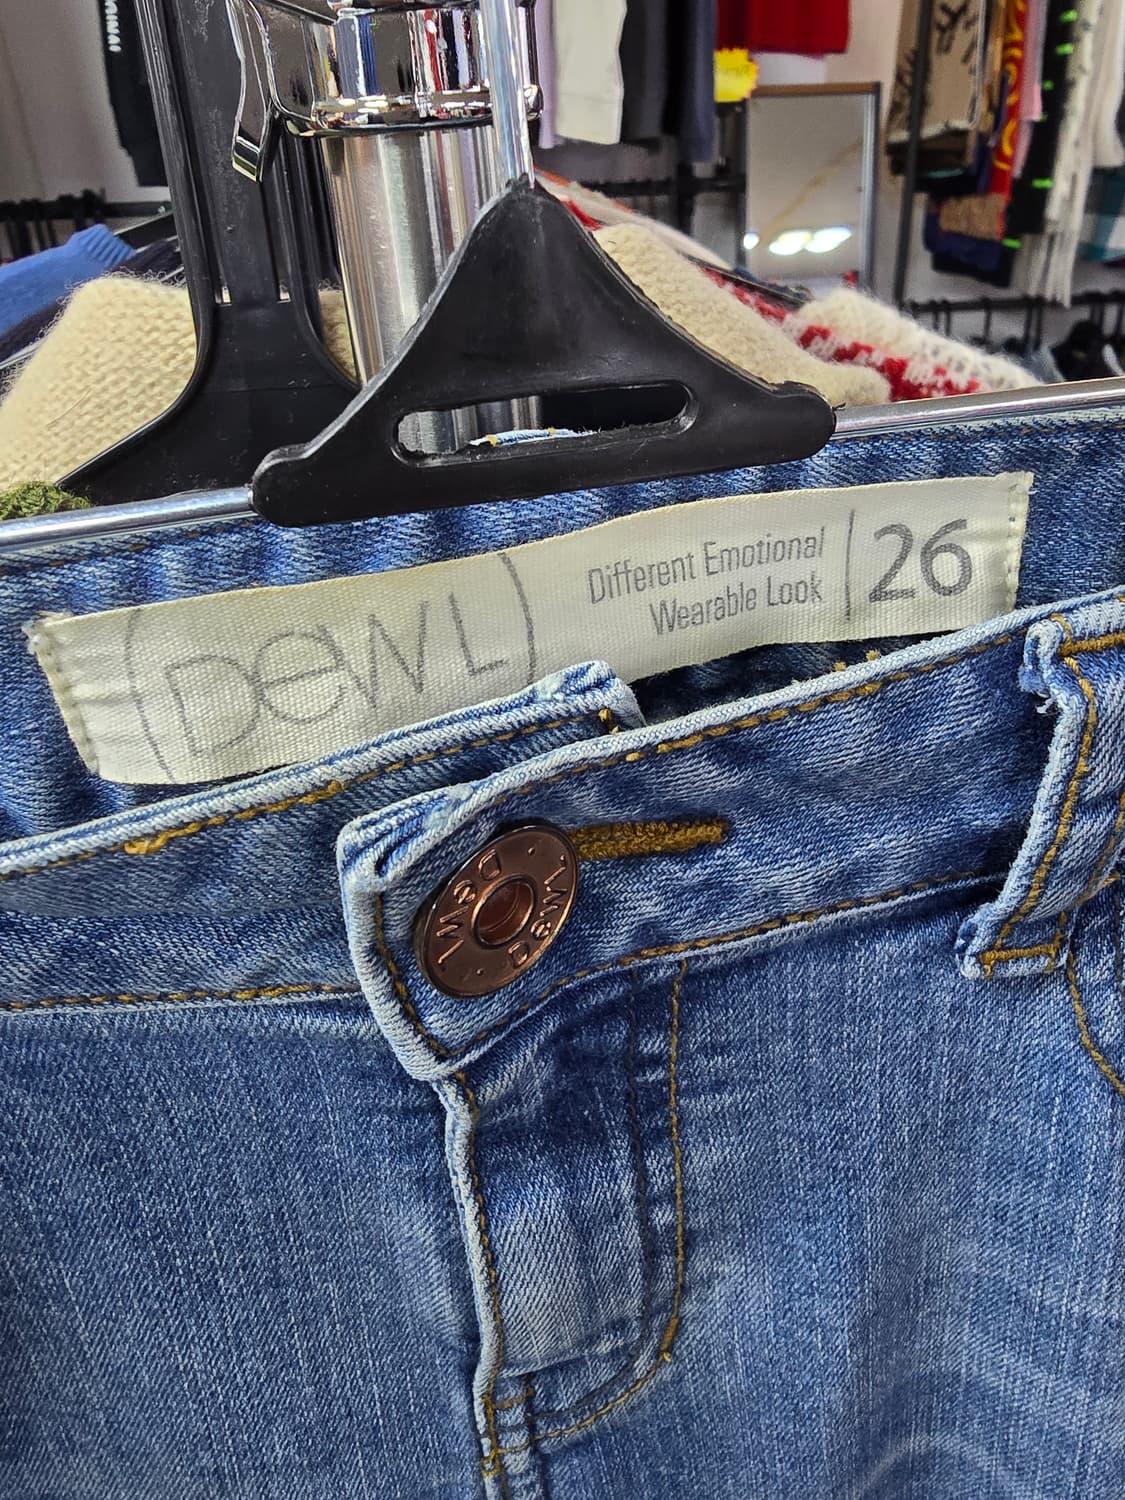 DeWL
Different Emotional
Wearable Look
26
DeWL · DeWL ·